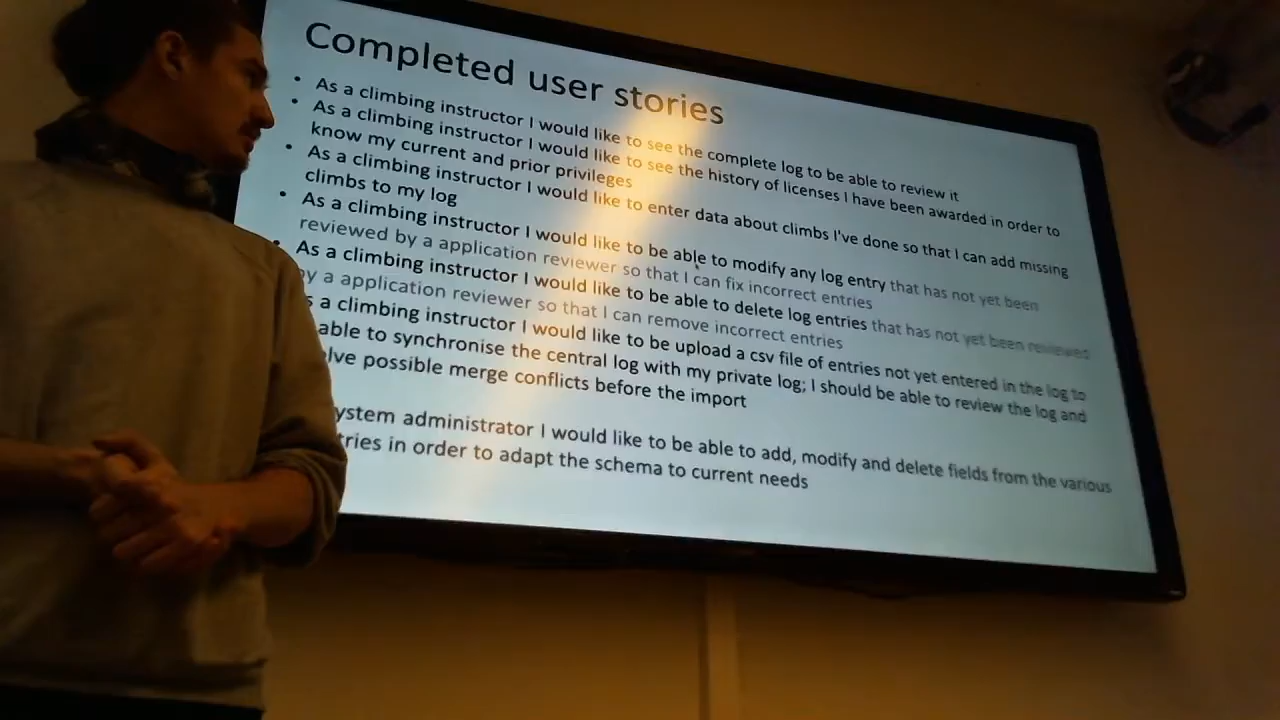 Completed user stories
• As a climbing instructor I would like to see the complete log to be able to review it
• As a climbing instructor I would like to see the history of licenses I have been awarded in order to
know my current and prior privileges
• As a climbing instructor I would like to enter data about climbs I've done so that I can add missing
climbs to my log
• As a climbing instructor I would like to be able to modify any log entry that has not yet been
reviewed by a application reviewer so that I can fix incorrect entries
• As a climbing instructor I would like to be able to delete log entries that has not yet been reviewed
by a application reviewer so that I can remove incorrect entries
s a climbing instructor I would like to be upload a csv file of entries not yet entered in the log to
able to synchronise the central log with my private log; I should be able to review the log and
lve possible merge conflicts before the import
ystem administrator I would like to be able to add, modify and delete fields from the various
tries in order to adapt the schema to current needs